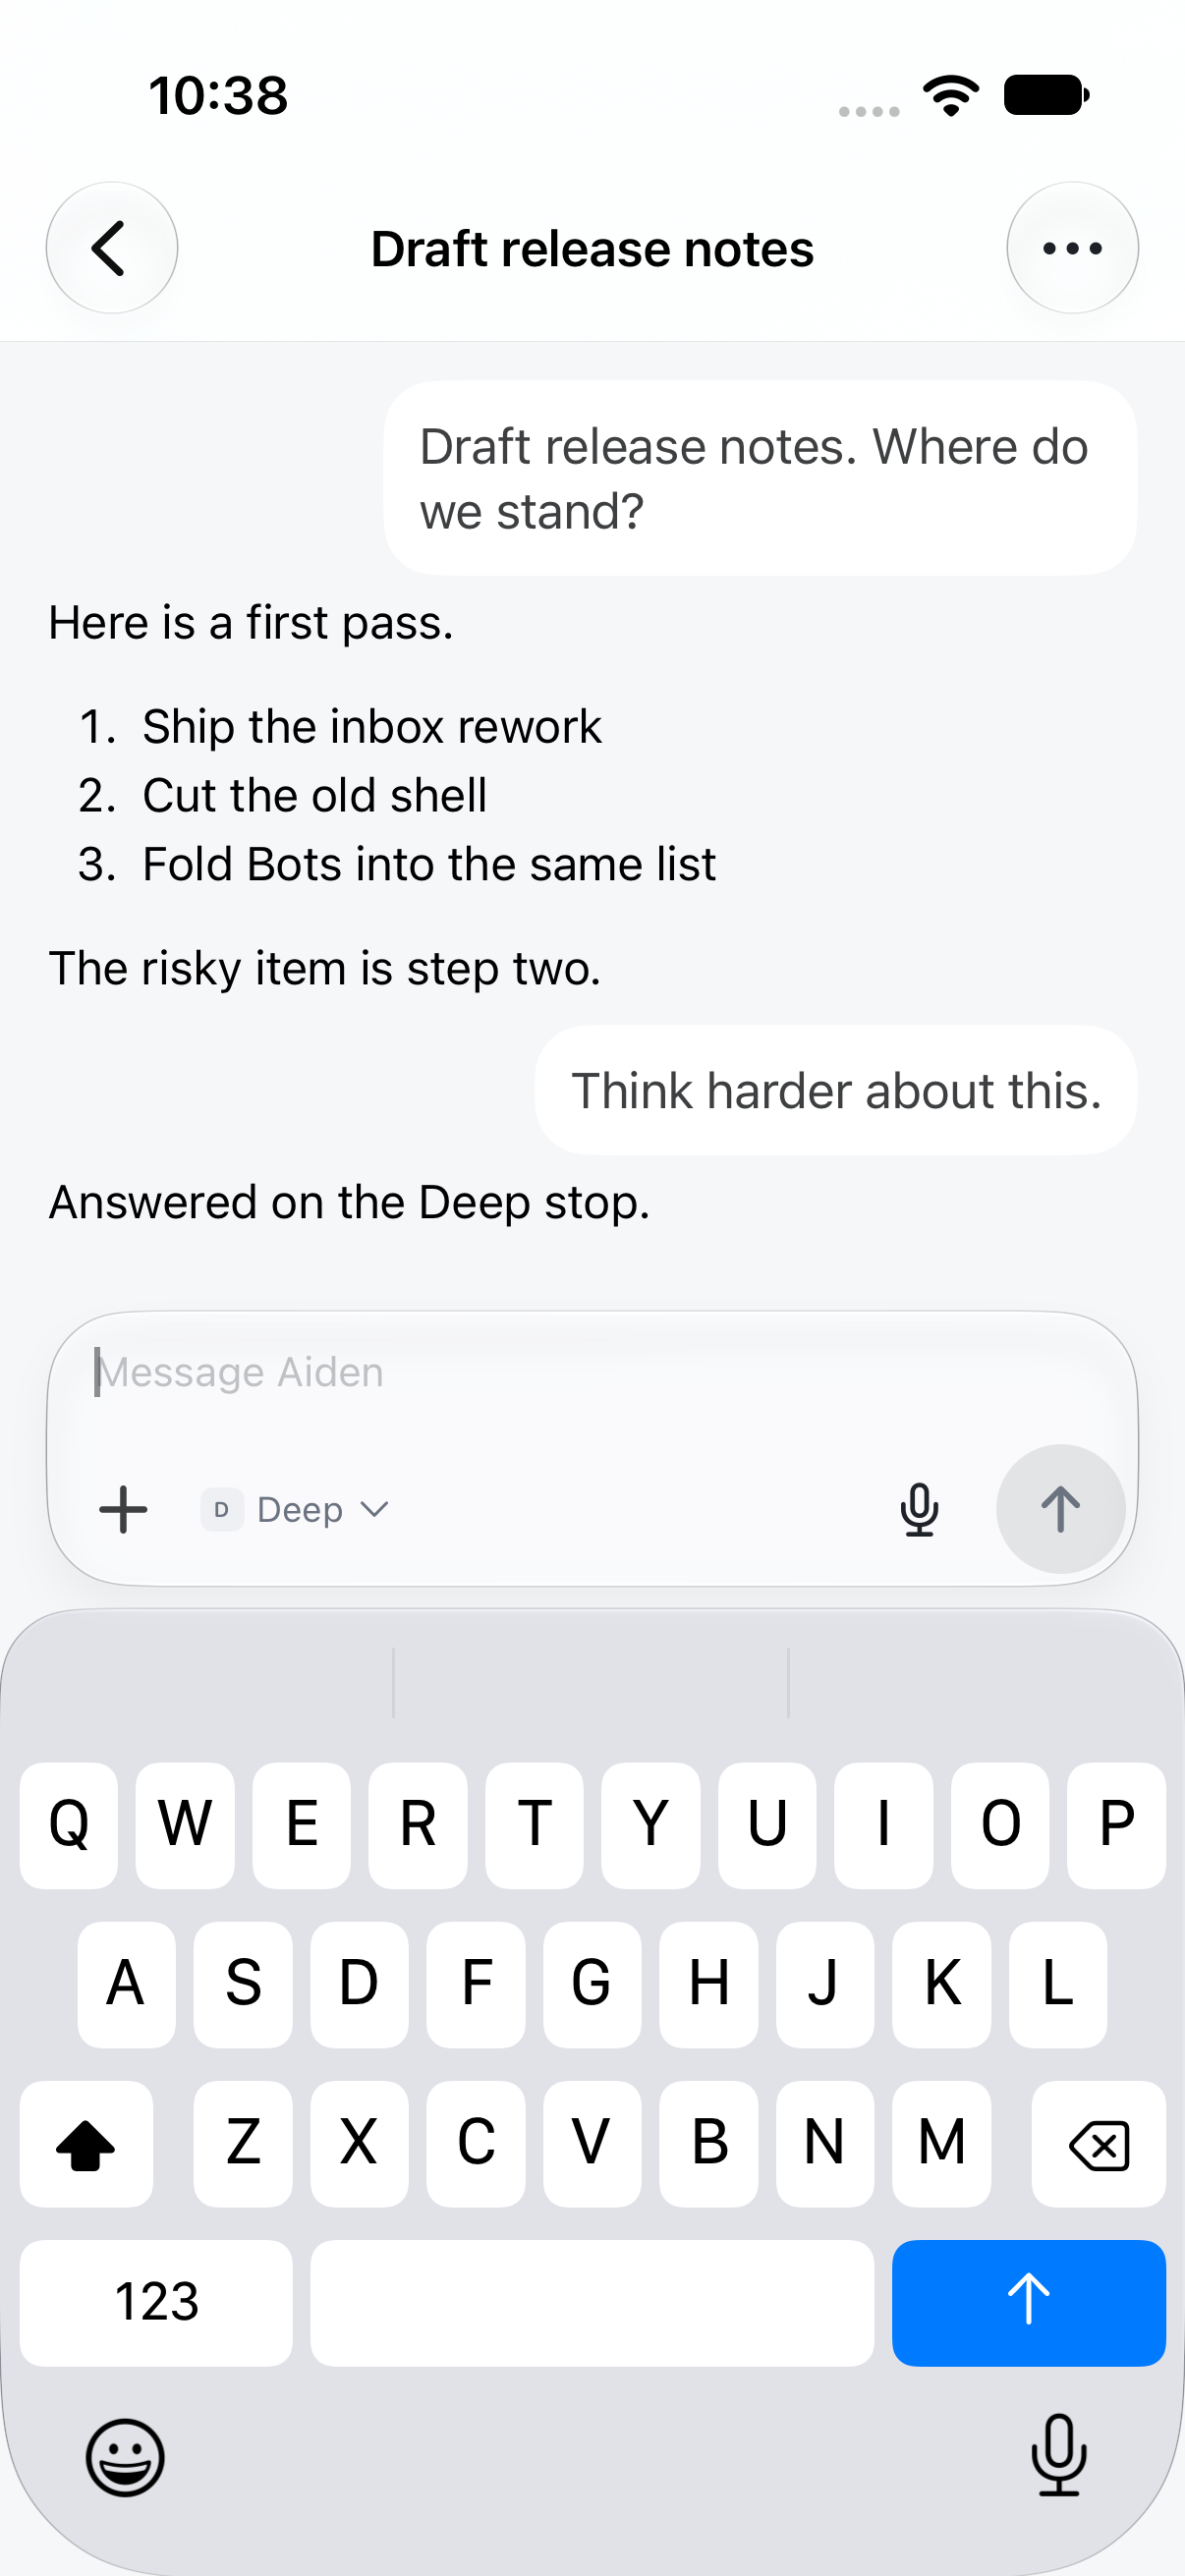 10:38
Draft release notes
Draft release notes. Where do
we stand?
Here is a first pass.
1. Ship the inbox rework
2. Cut the old shell
3. Fold Bots into the same list
The risky item is step two.
Think harder about this.
Answered on the Deep stop.
Message Aiden
D Deep
Q W E R T Y U I O P
A S D F G H J K L
Z X C V B N M
123